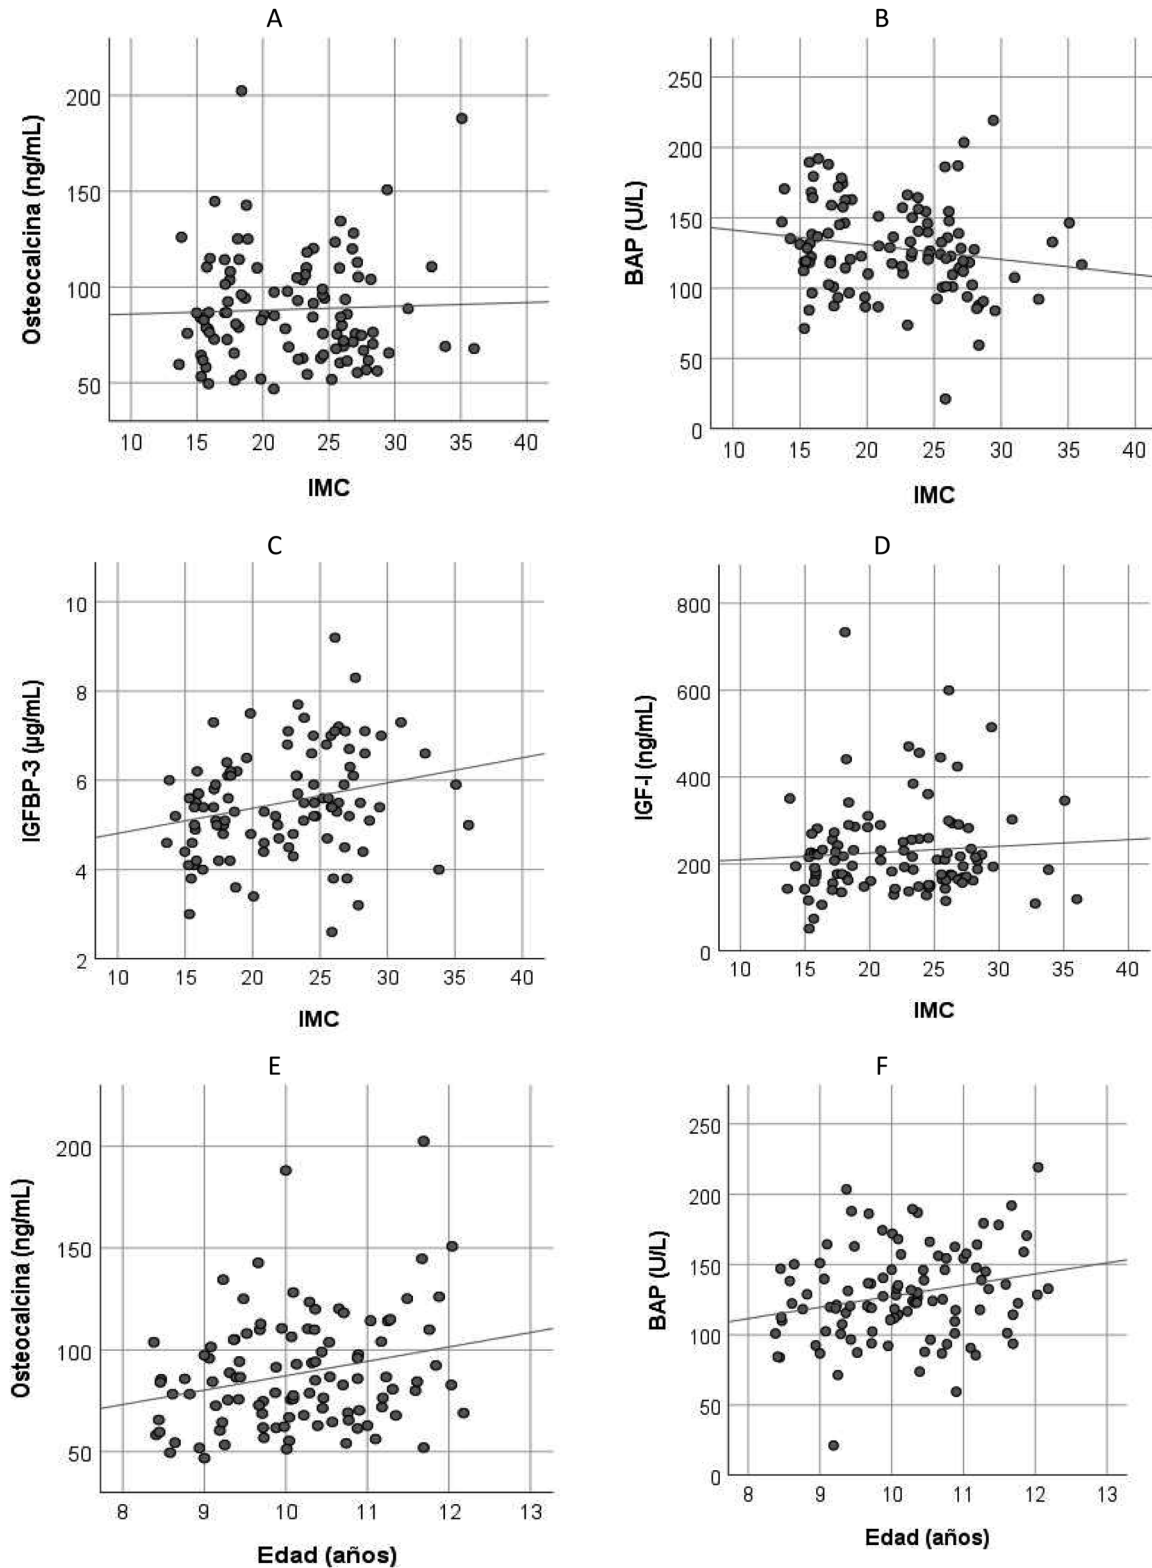 A
Osteocalcina (ng/mL)
200
150
100
50
10 15 20 25 30 35 40
IMC
B
BAP (U/L)
250
200
150
100
50
0
10 15 20 25 30 35 40
IMC
C
IGFBP-3 (µg/mL)
10
8
6
4
2
10 15 20 25 30 35 40
IMC
D
IGF-I (ng/mL)
800
600
400
200
0
10 15 20 25 30 35 40
IMC
E
Osteocalcina (ng/mL)
200
150
100
50
8 9 10 11 12 13
Edad (años)
F
BAP (U/L)
250
200
150
100
50
0
8 9 10 11 12 13
Edad (años)